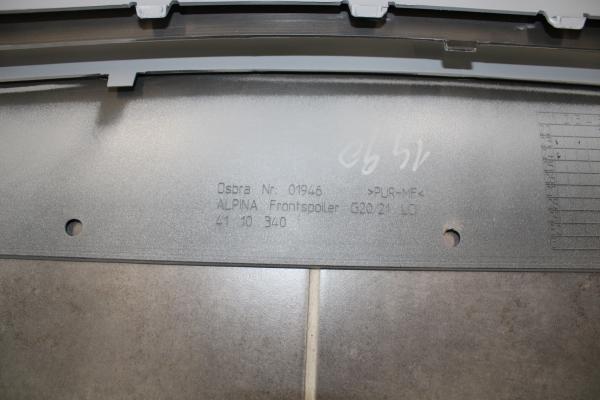 Osbra Nr: 01946 >PUR-MF<
ALPINA Frontspoiler G20/21 LCI
41 10 340